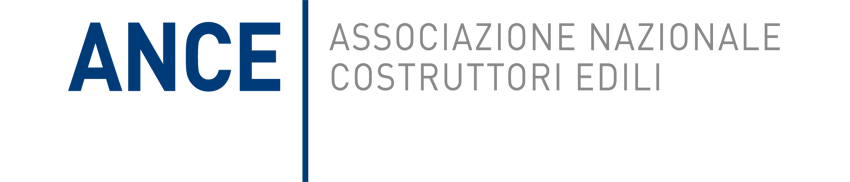 ANCE
ASSOCIAZIONE NAZIONALE
COSTRUTTORI EDILI